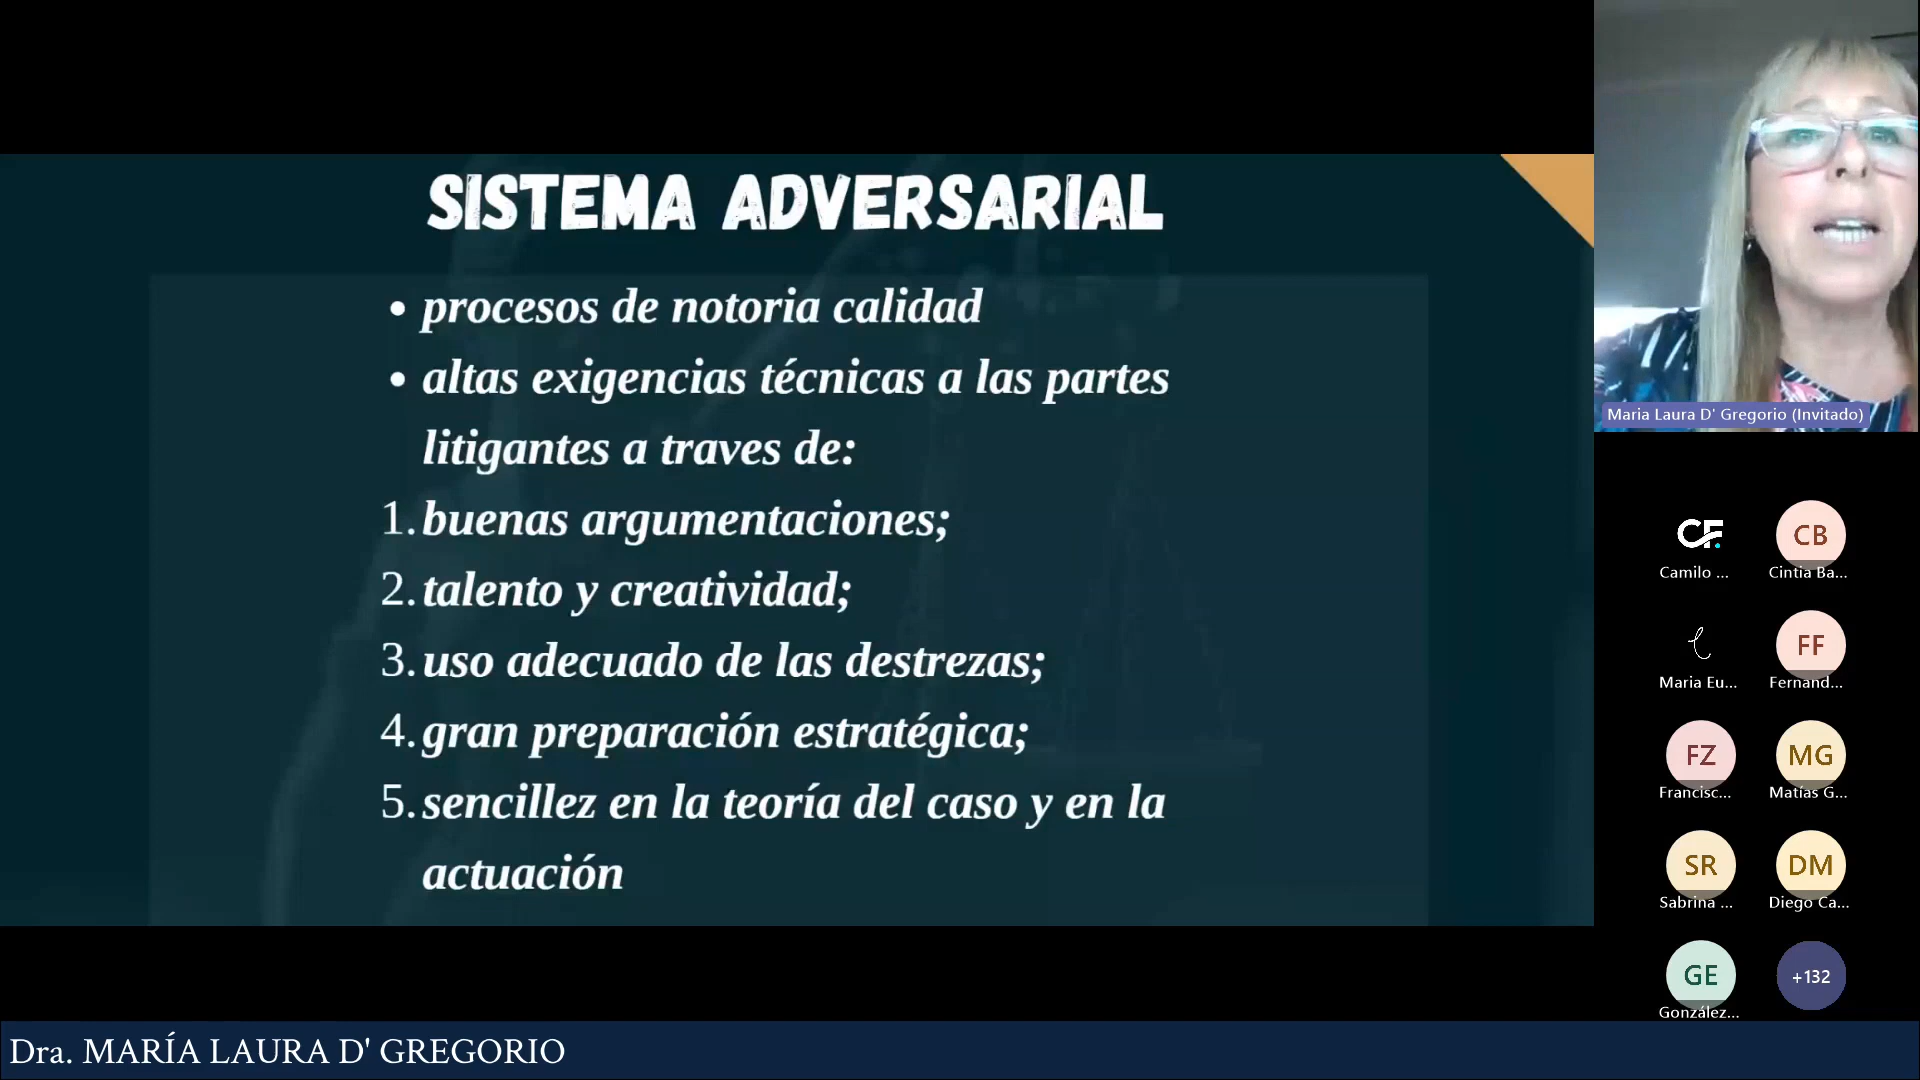 SISTEMA ADVERSARIAL
• procesos de notoria calidad
• altas exigencias técnicas a las partes
litigantes a traves de:
1. buenas argumentaciones;
2. talento y creatividad;
3. uso adecuado de las destrezas;
4. gran preparación estratégica;
5. sencillez en la teoría del caso y en la
actuación
Maria Laura D' Gregorio (Invitado)
CF.
CB
Camilo ...
Cintia Ba...
FF
Maria Eu...
Fernand...
FZ
MG
Francisc...
Matías G...
SR
DM
Sabrina ...
Diego Ca...
GE
+132
González...
Dra. MARÍA LAURA D' GREGORIO